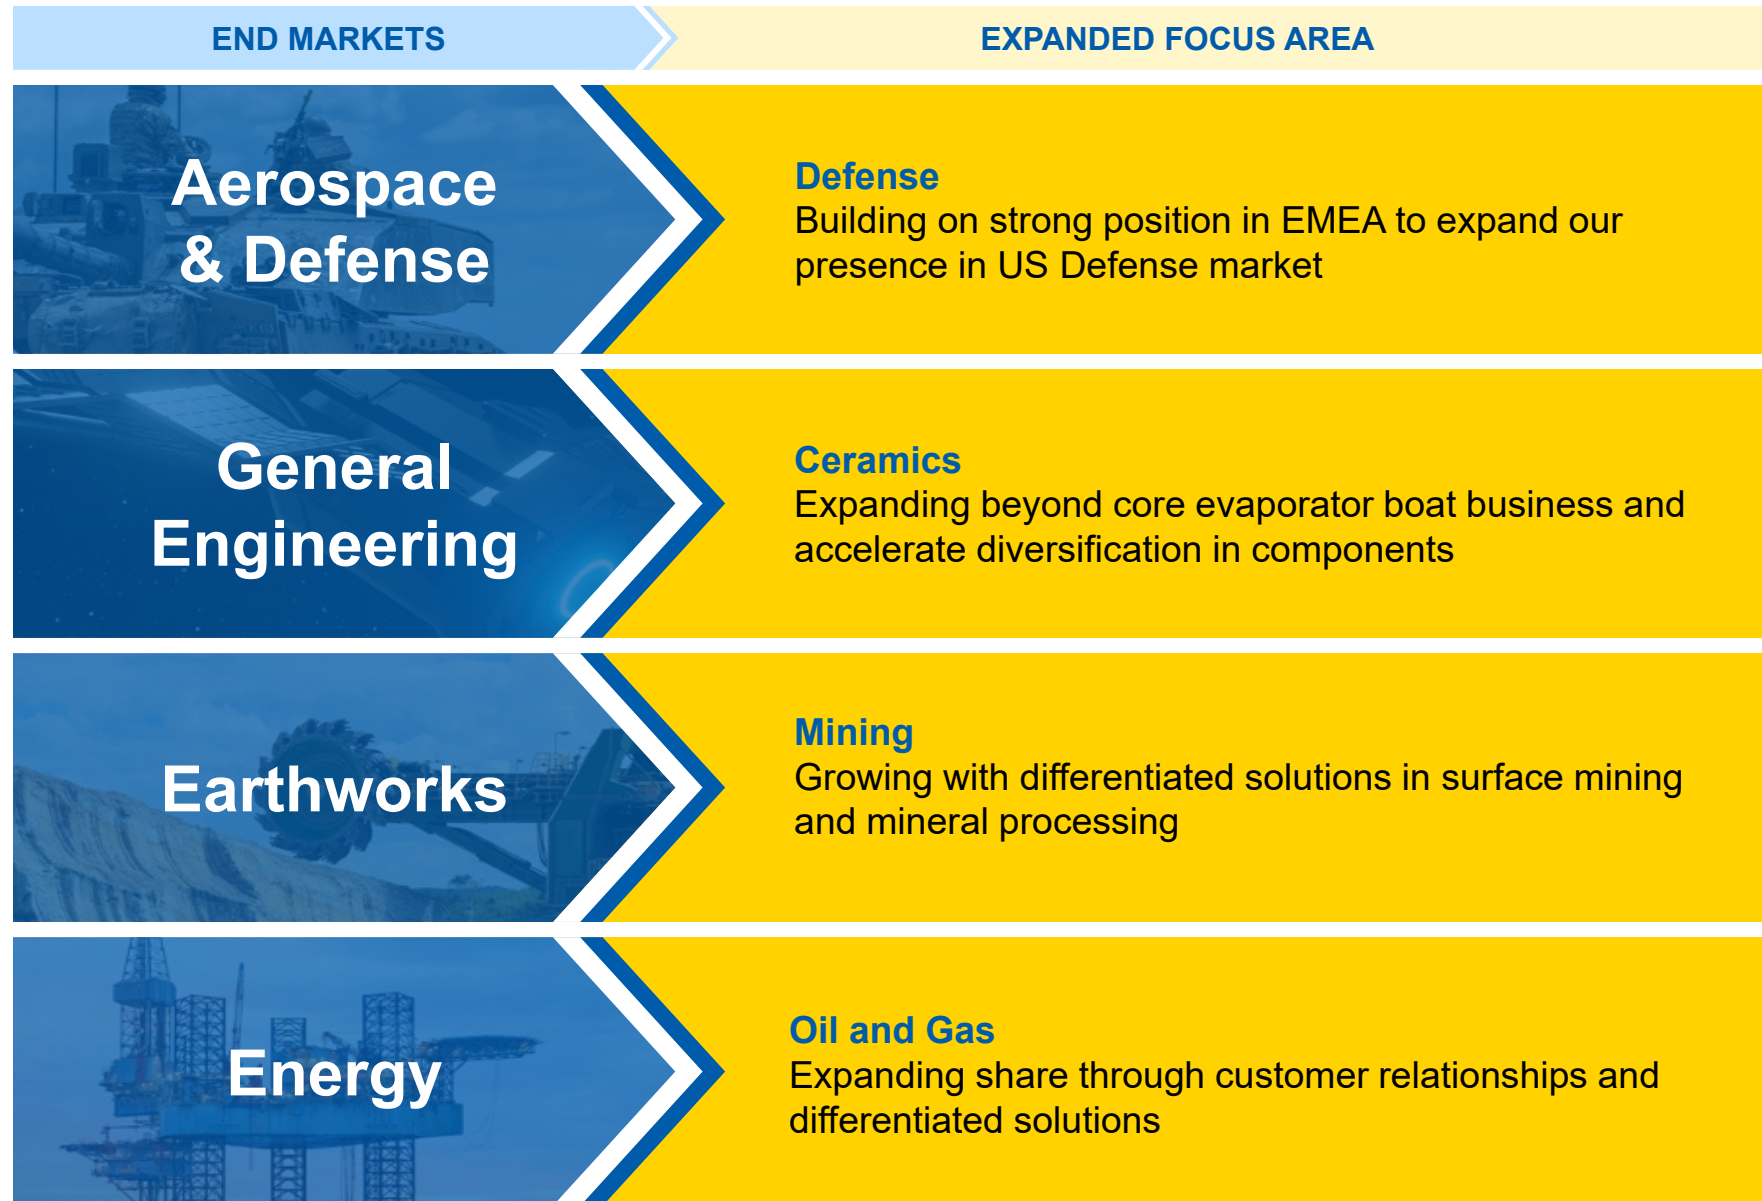 END MARKETS
EXPANDED FOCUS AREA
Aerospace
& Defense
Defense
Building on strong position in EMEA to expand our
presence in US Defense market
General
Engineering
Ceramics
Expanding beyond core evaporator boat business and
accelerate diversification in components
Earthworks
Mining
Growing with differentiated solutions in surface mining
and mineral processing
Energy
Oil and Gas
Expanding share through customer relationships and
differentiated solutions